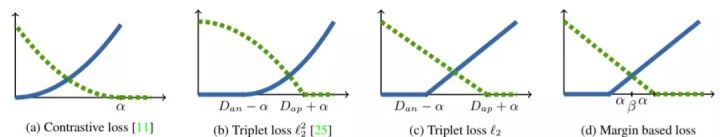 α
D_an − α D_ap + α
D_an − α D_ap + α
α β α
(a) Contrastive loss [11]
(b) Triplet loss ℓ₂² [25]
(c) Triplet loss ℓ₂
(d) Margin based loss